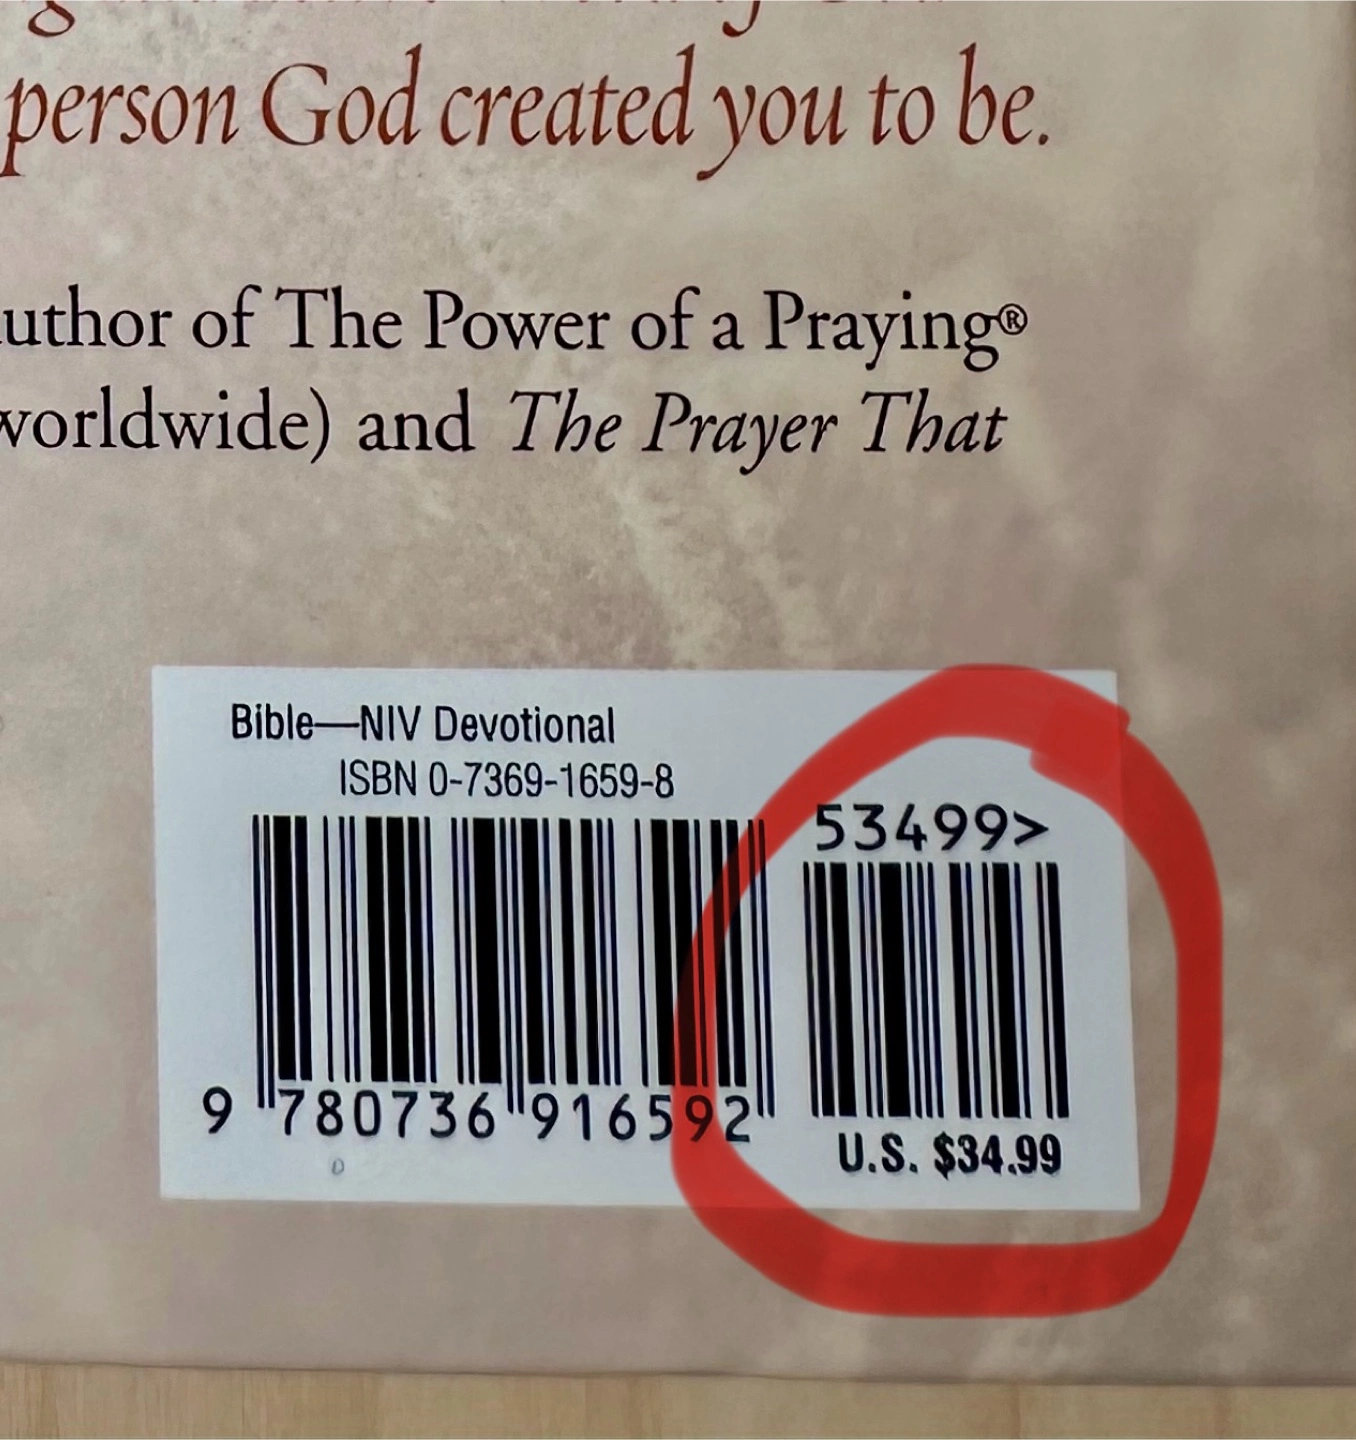 person God created you to be.
author of The Power of a Praying®
worldwide) and The Prayer That
Bible—NIV Devotional
ISBN 0-7369-1659-8
53499>
9 780736 916592
U.S. $34.99
D